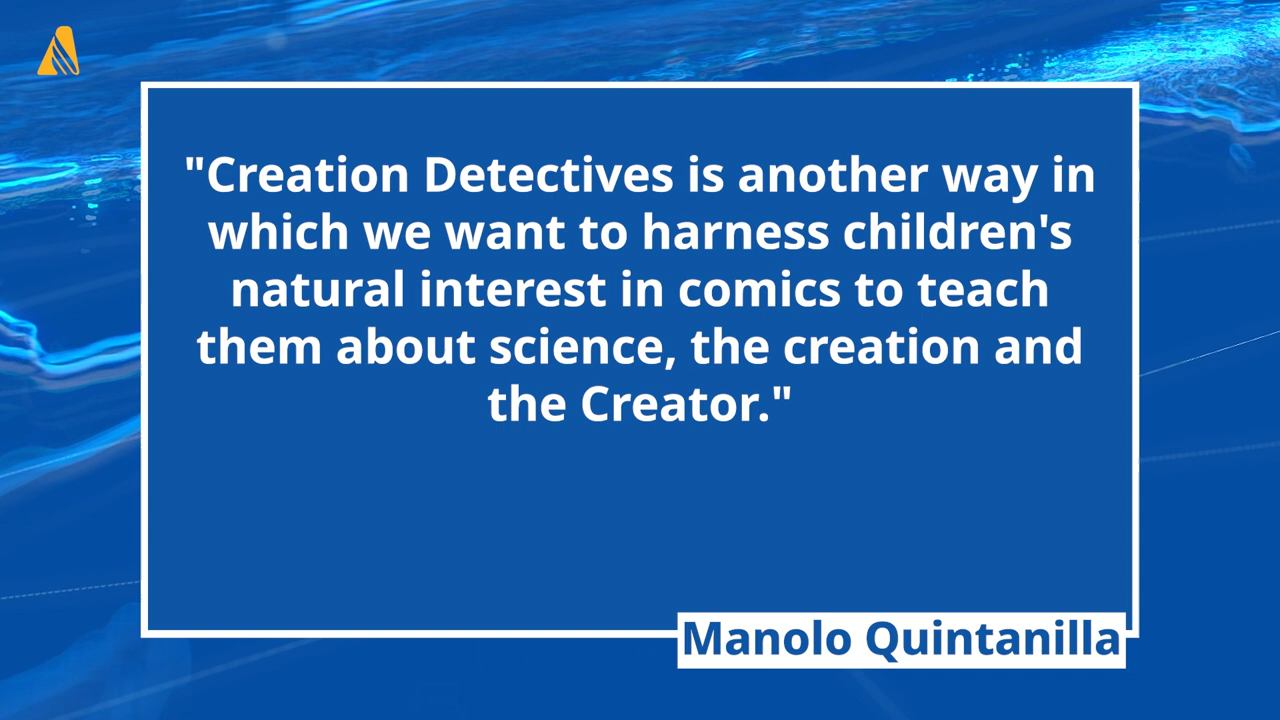 "Creation Detectives is another way in
which we want to harness children's
natural interest in comics to teach
them about science, the creation and
the Creator."
Manolo Quintanilla